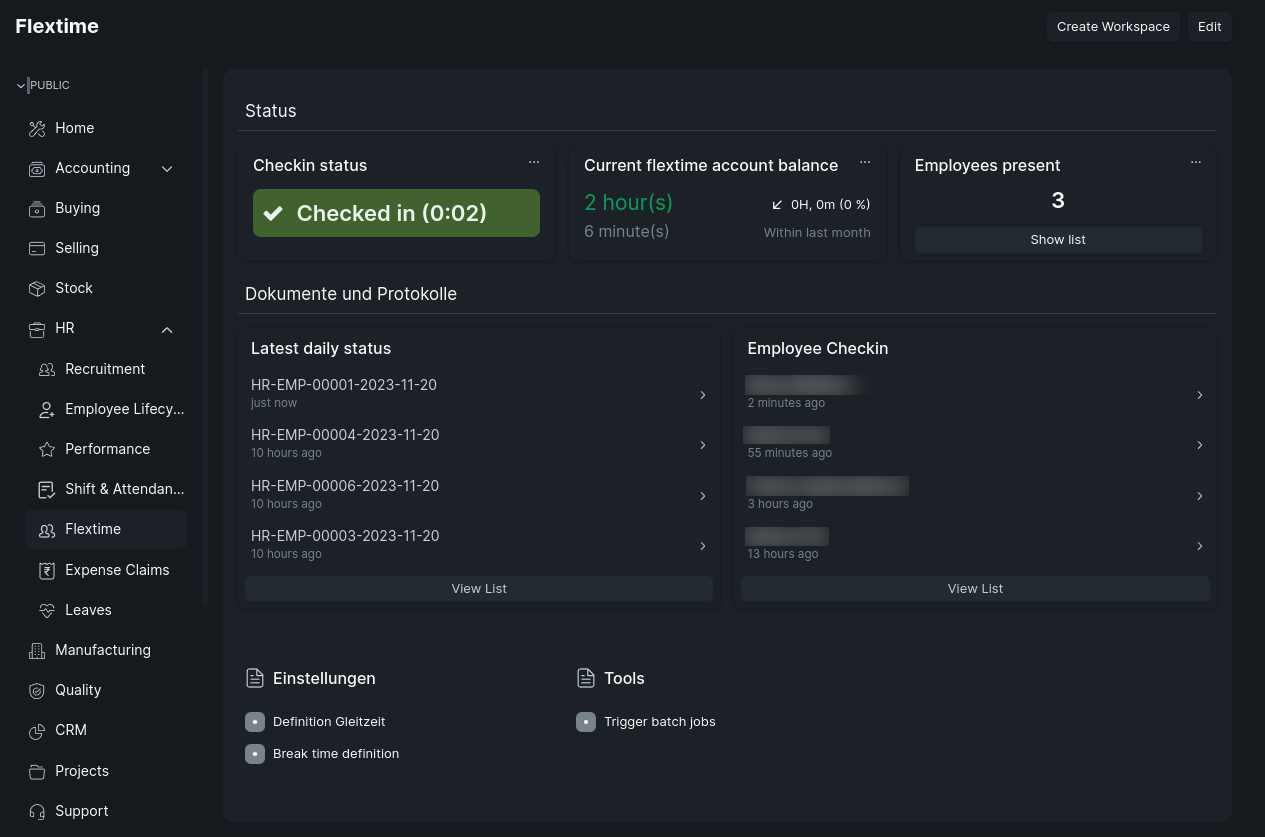 Flextime
Create Workspace
Edit
PUBLIC
Home
Accounting
Buying
Selling
Stock
HR
Recruitment
Employee Lifecy...
Performance
Shift & Attendan...
Flextime
Expense Claims
Leaves
Manufacturing
Quality
CRM
Projects
Support
Status
Checkin status
Checked in (0:02)
Current flextime account balance
2 hour(s)
6 minute(s)
0H, 0m (0 %)
Within last month
Employees present
3
Show list
Dokumente und Protokolle
Latest daily status
HR-EMP-00001-2023-11-20
just now
HR-EMP-00004-2023-11-20
10 hours ago
HR-EMP-00006-2023-11-20
10 hours ago
HR-EMP-00003-2023-11-20
10 hours ago
View List
Employee Checkin
2 minutes ago
55 minutes ago
3 hours ago
13 hours ago
View List
Einstellungen
Definition Gleitzeit
Break time definition
Tools
Trigger batch jobs